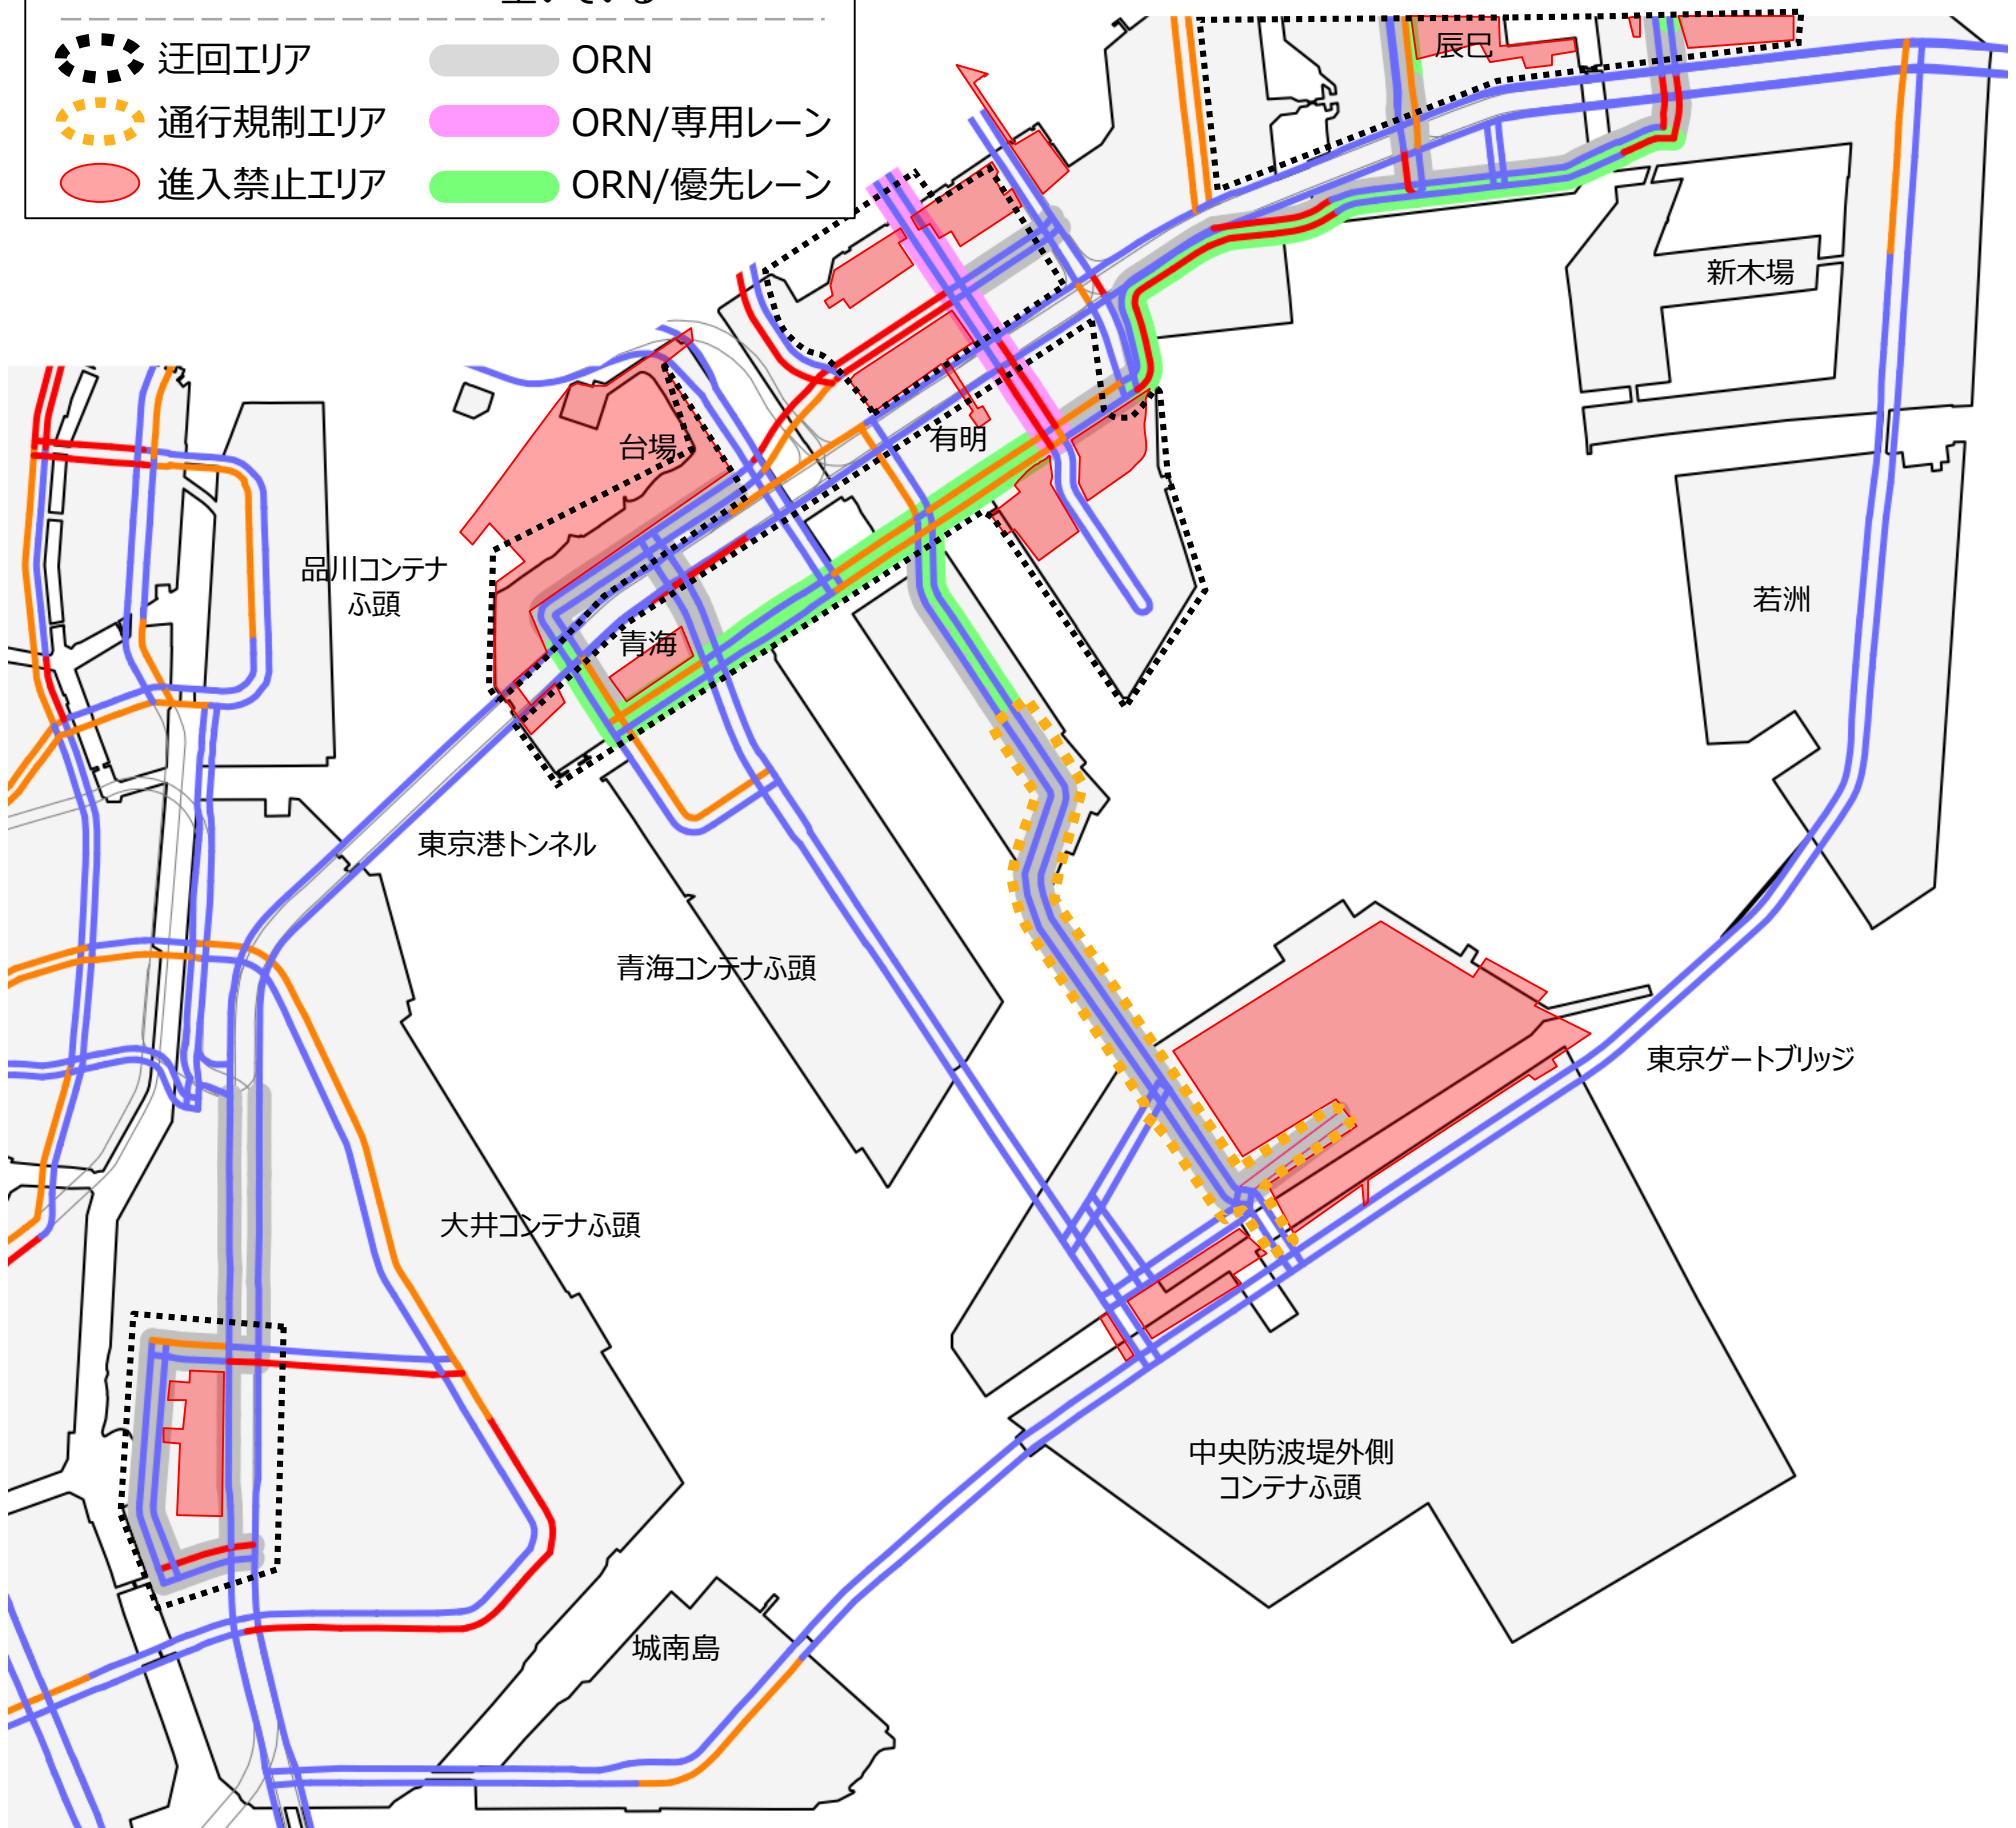 空いている
迂回エリア
ORN
通行規制エリア
ORN/専用レーン
進入禁止エリア
ORN/優先レーン
辰巳
新木場
台場
有明
品川コンテナ
ふ頭
若洲
青海
東京港トンネル
青海コンテナふ頭
東京ゲートブリッジ
大井コンテナふ頭
中央防波堤外側
コンテナふ頭
城南島